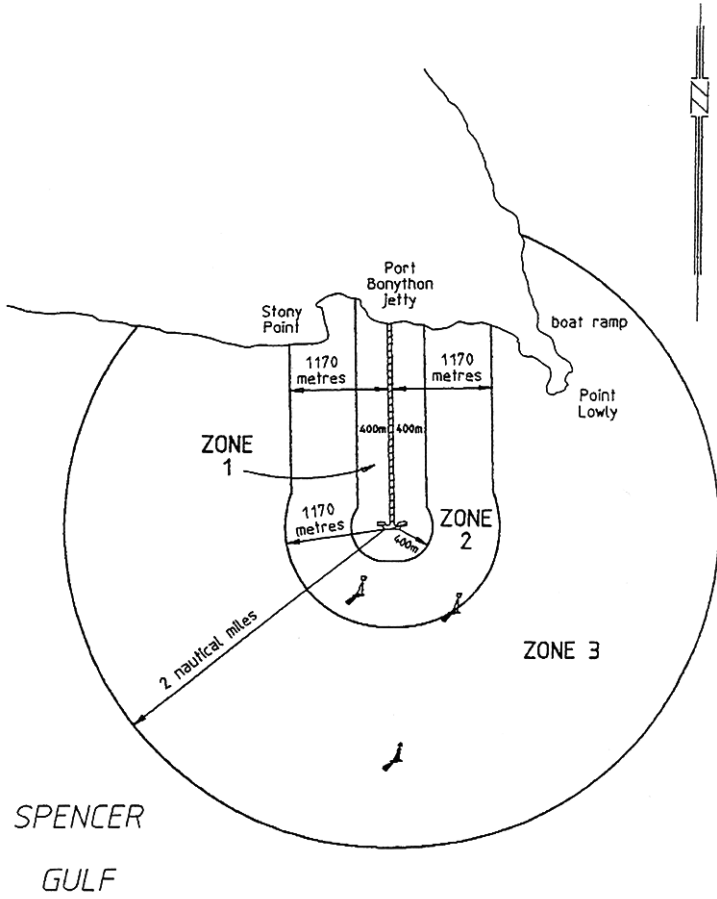 Port
Bonython
jetty
Stony
Point
boat ramp
1170
metres
1170
metres
Point
Lowly
400m
400m
ZONE
1
1170
metres
ZONE
2
400m
2 nautical miles
ZONE 3
SPENCER
GULF